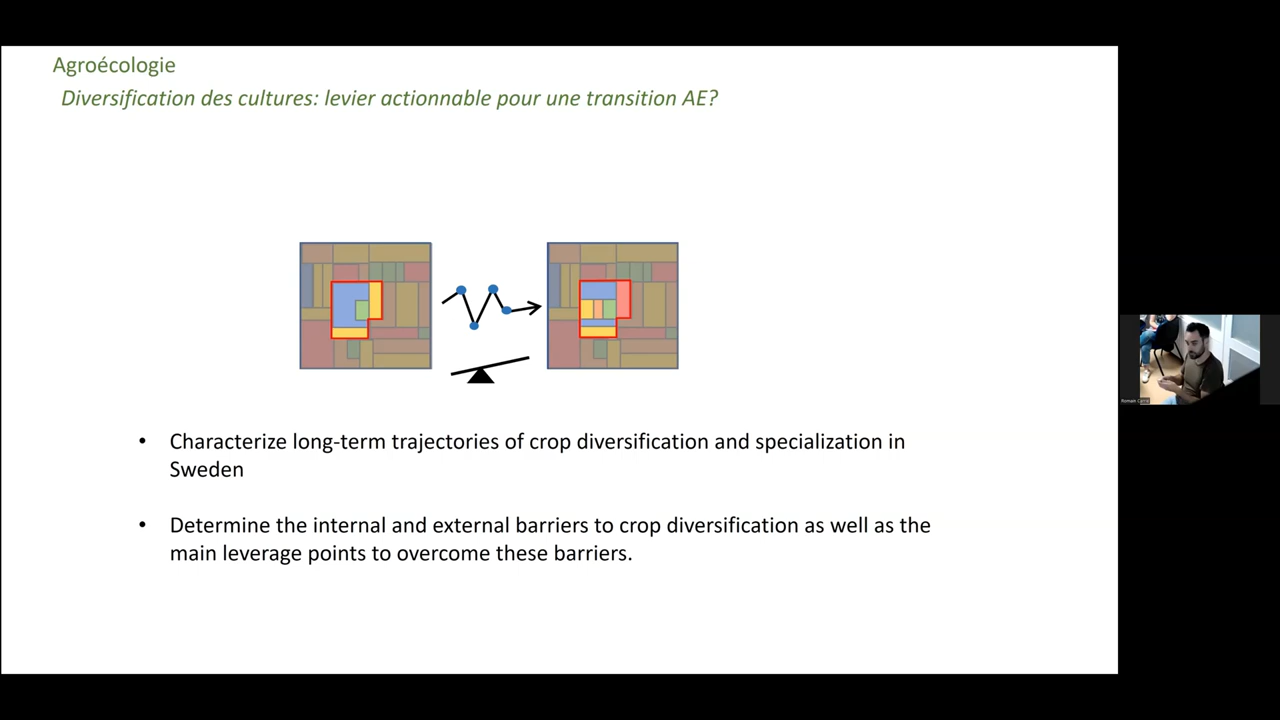 Agroécologie
Diversification des cultures: levier actionnable pour une transition AE?
• Characterize long-term trajectories of crop diversification and specialization in
Sweden
• Determine the internal and external barriers to crop diversification as well as the
main leverage points to overcome these barriers.
Romain